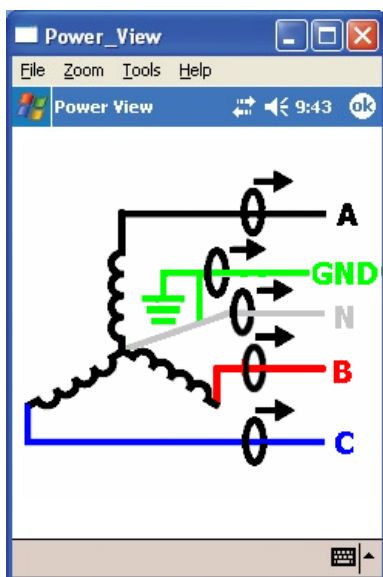 Power_View
File Zoom Tools Help
Power View 9:43 ok
A
GND
N
B
C